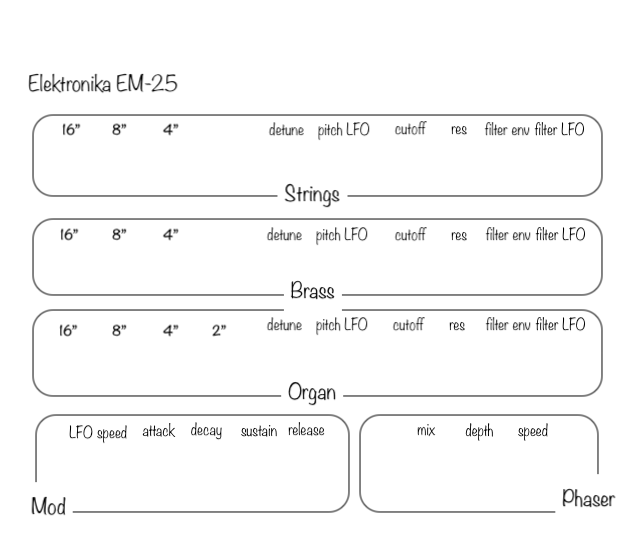 Elektronika EM-25
16” 8” 4” detune pitch LFO cutoff res filter env filter LFO
Strings
16” 8” 4” detune pitch LFO cutoff res filter env filter LFO
Brass
16” 8” 4” 2” detune pitch LFO cutoff res filter env filter LFO
Organ
LFO speed attack decay sustain release
Mod
mix depth speed
Phaser